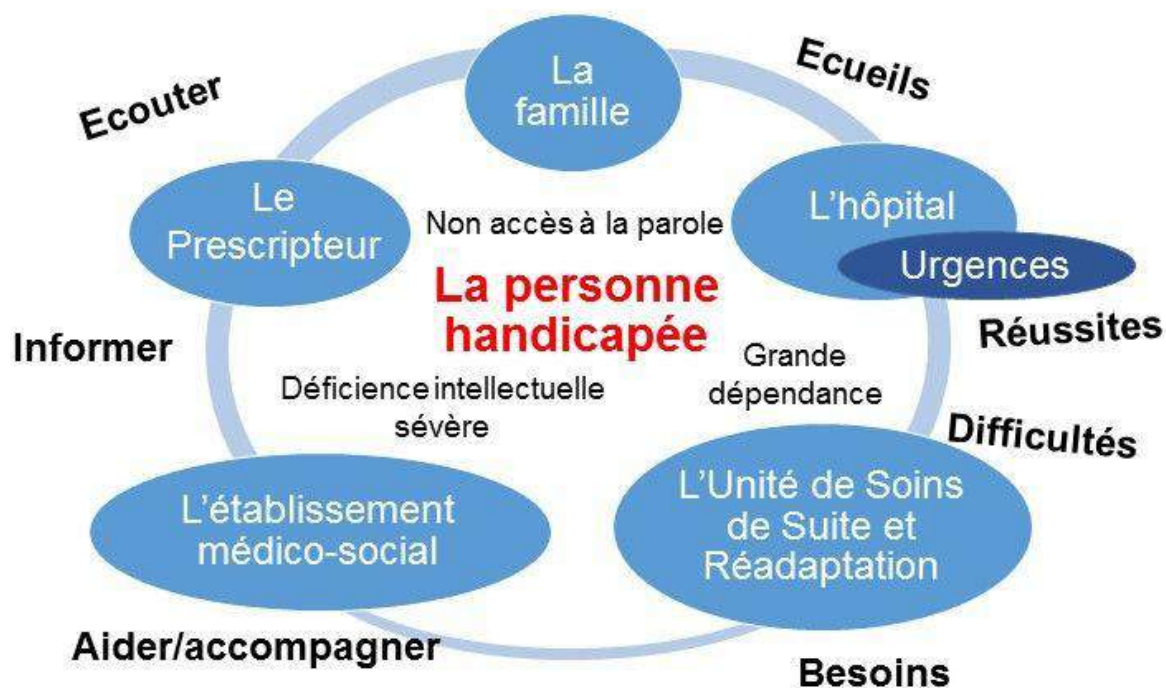 La
famille
Ecueils
Ecouter
Le
Prescripteur
L'hôpital
Urgences
Non accès à la parole
La personne
handicapée
Réussites
Informer
Grande
dépendance
Déficience intellectuelle
sévère
Difficultés
L'établissement
médico-social
L'Unité de Soins
de Suite et
Réadaptation
Aider/accompagner
Besoins